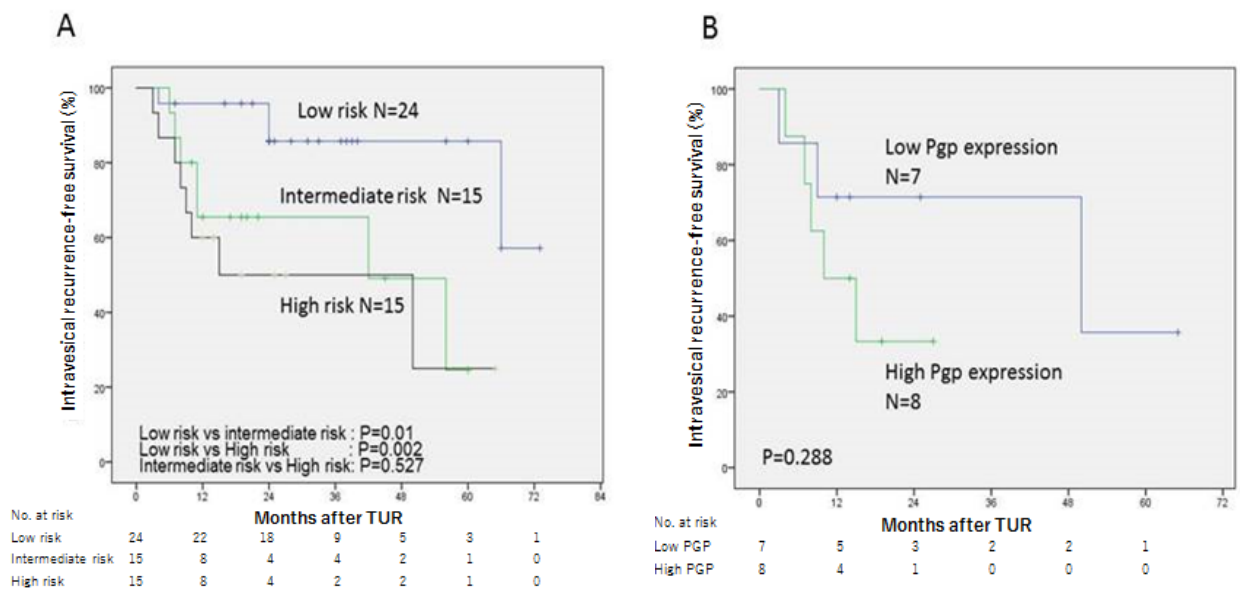 A
Intravesical recurrence-free survival (%)
100
80
60
40
20
0
Low risk N=24
Intermediate risk N=15
High risk N=15
Low risk vs intermediate risk : P=0.01
Low risk vs High risk : P=0.002
Intermediate risk vs High risk: P=0.527
0 12 24 36 48 60 72 84
No. at risk Months after TUR
Low risk 24 22 18 9 5 3 1
Intermediate risk 15 8 4 4 2 1 0
High risk 15 8 4 2 2 1 0
B
Intravesical recurrence-free survival (%)
100
80
60
40
20
0
Low Pgp expression
N=7
High Pgp expression
N=8
P=0.288
0 12 24 36 48 60 72
No. at risk Months after TUR
Low PGP 7 5 3 2 2 1
High PGP 8 4 1 0 0 0